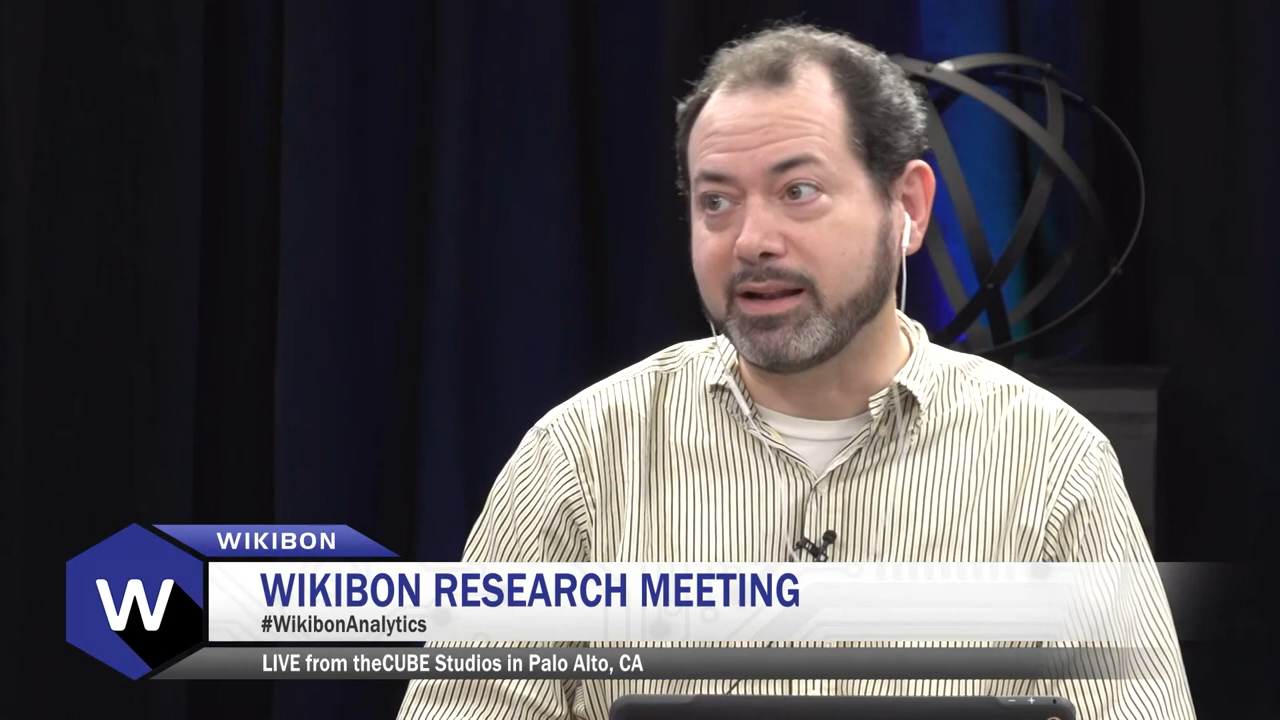 WIKIBON
W
WIKIBON RESEARCH MEETING
#WikibonAnalytics
LIVE from theCUBE Studios in Palo Alto, CA